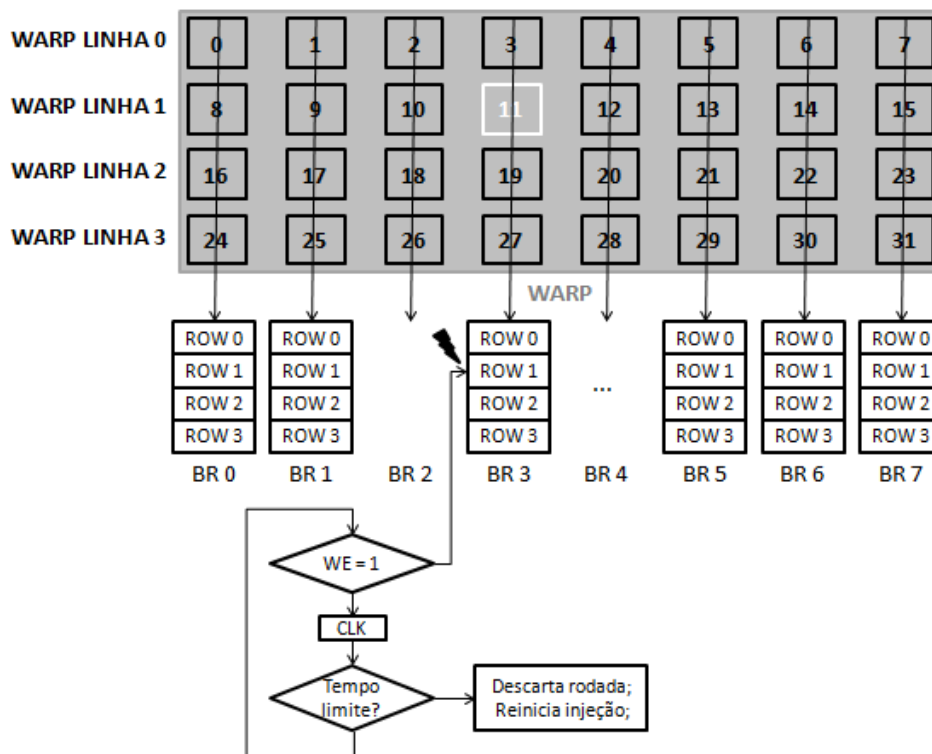 WARP LINHA 0 0 1 2 3 4 5 6 7
WARP LINHA 1 8 9 10 11 12 13 14 15
WARP LINHA 2 16 17 18 19 20 21 22 23
WARP LINHA 3 24 25 26 27 28 29 30 31
WARP
ROW 0 ROW 0 ROW 0 ROW 0 ROW 0 ROW 0
ROW 1 ROW 1 ROW 1 ... ROW 1 ROW 1 ROW 1
ROW 2 ROW 2 ROW 2 ROW 2 ROW 2 ROW 2
ROW 3 ROW 3 ROW 3 ROW 3 ROW 3 ROW 3
BR 0 BR 1 BR 2 BR 3 BR 4 BR 5 BR 6 BR 7
WE = 1
CLK
Tempo
limite?
Descarta rodada;
Reinicia injeção;